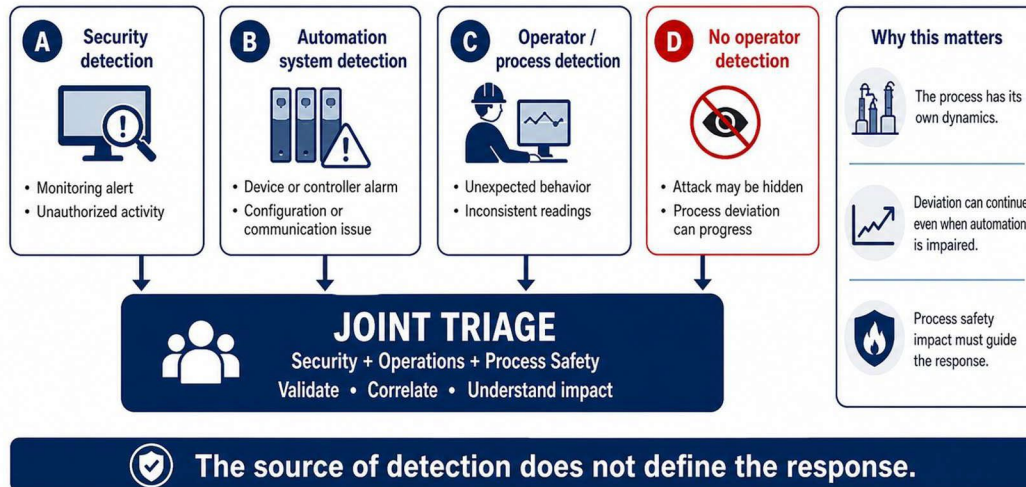 A
Security
detection
• Monitoring alert
• Unauthorized activity
B
Automation
system detection
• Device or controller alarm
• Configuration or
communication issue
C
Operator /
process detection
• Unexpected behavior
• Inconsistent readings
D
No operator
detection
• Attack may be hidden
• Process deviation
can progress
Why this matters
The process has its
own dynamics.
Deviation can continue
even when automation
is impaired.
Process safety
impact must guide
the response.
JOINT TRIAGE
Security + Operations + Process Safety
Validate • Correlate • Understand impact
The source of detection does not define the response.